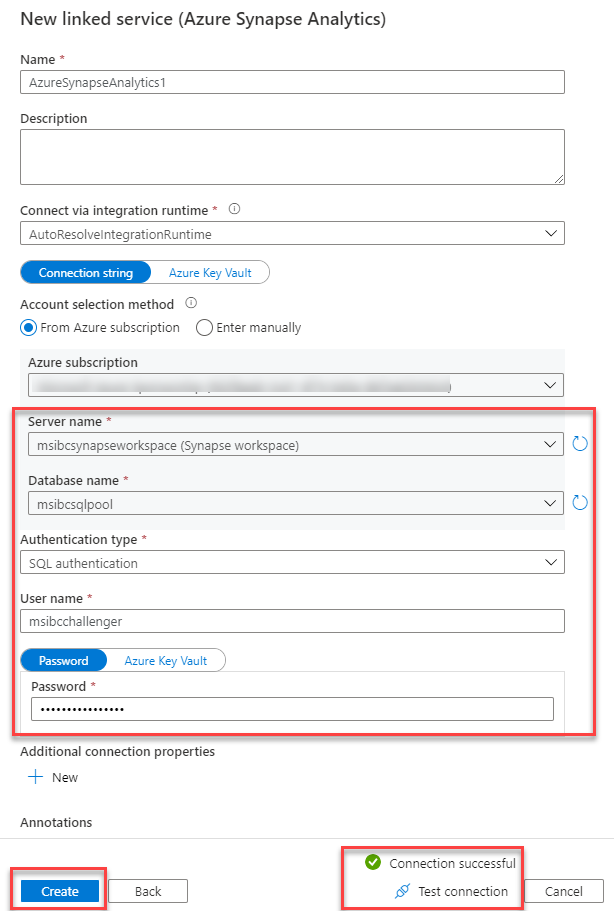 New linked service (Azure Synapse Analytics)
Name *
AzureSynapseAnalytics1
Description
Connect via integration runtime *
AutoResolveIntegrationRuntime
Connection string Azure Key Vault
Account selection method
From Azure subscription Enter manually
Azure subscription
Server name *
msibcsynapseworkspace (Synapse workspace)
Database name *
msibcsqlpool
Authentication type *
SQL authentication
User name *
msibcchallenger
Password Azure Key Vault
Password *
••••••••••••••••
Additional connection properties
+ New
Annotations
Connection successful
Create Back Test connection Cancel